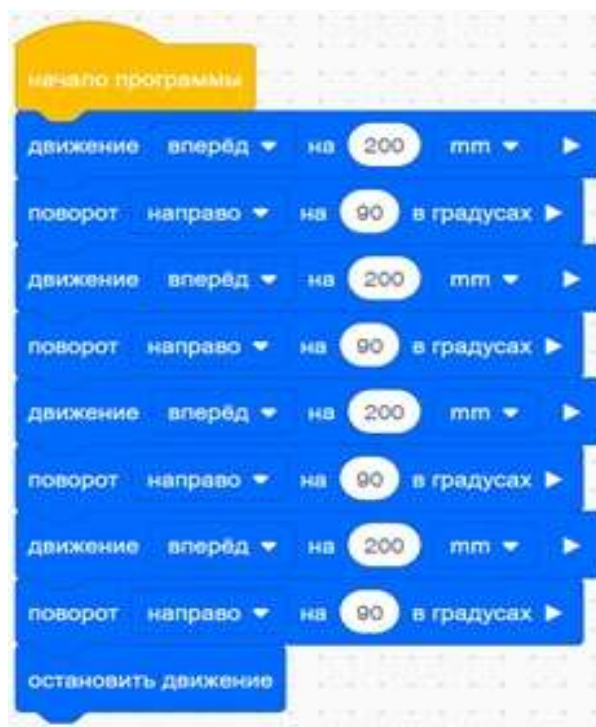 начало программы
движение вперёд на 200 mm
поворот направо на 90 в градусах
движение вперёд на 200 mm
поворот направо на 90 в градусах
движение вперёд на 200 mm
поворот направо на 90 в градусах
движение вперёд на 200 mm
поворот направо на 90 в градусах
остановить движение